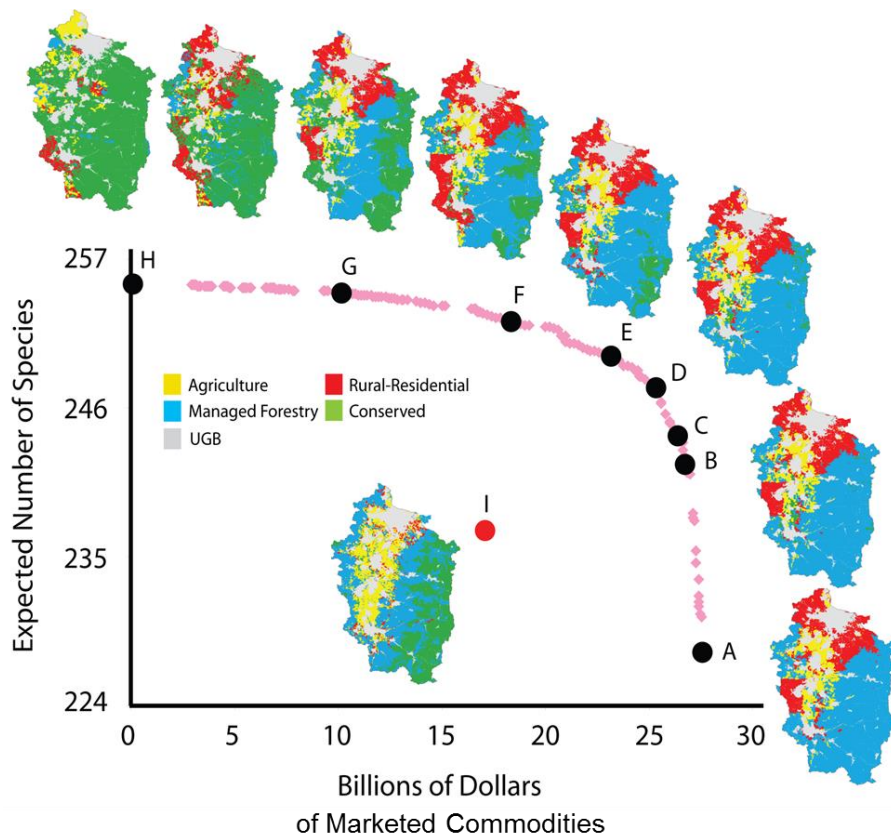 257
H
G
F
E
D
C
B
Agriculture
Rural-Residential
Managed Forestry
Conserved
UGB
246
I
235
A
224
Expected Number of Species
0 5 10 15 20 25 30
Billions of Dollars
of Marketed Commodities